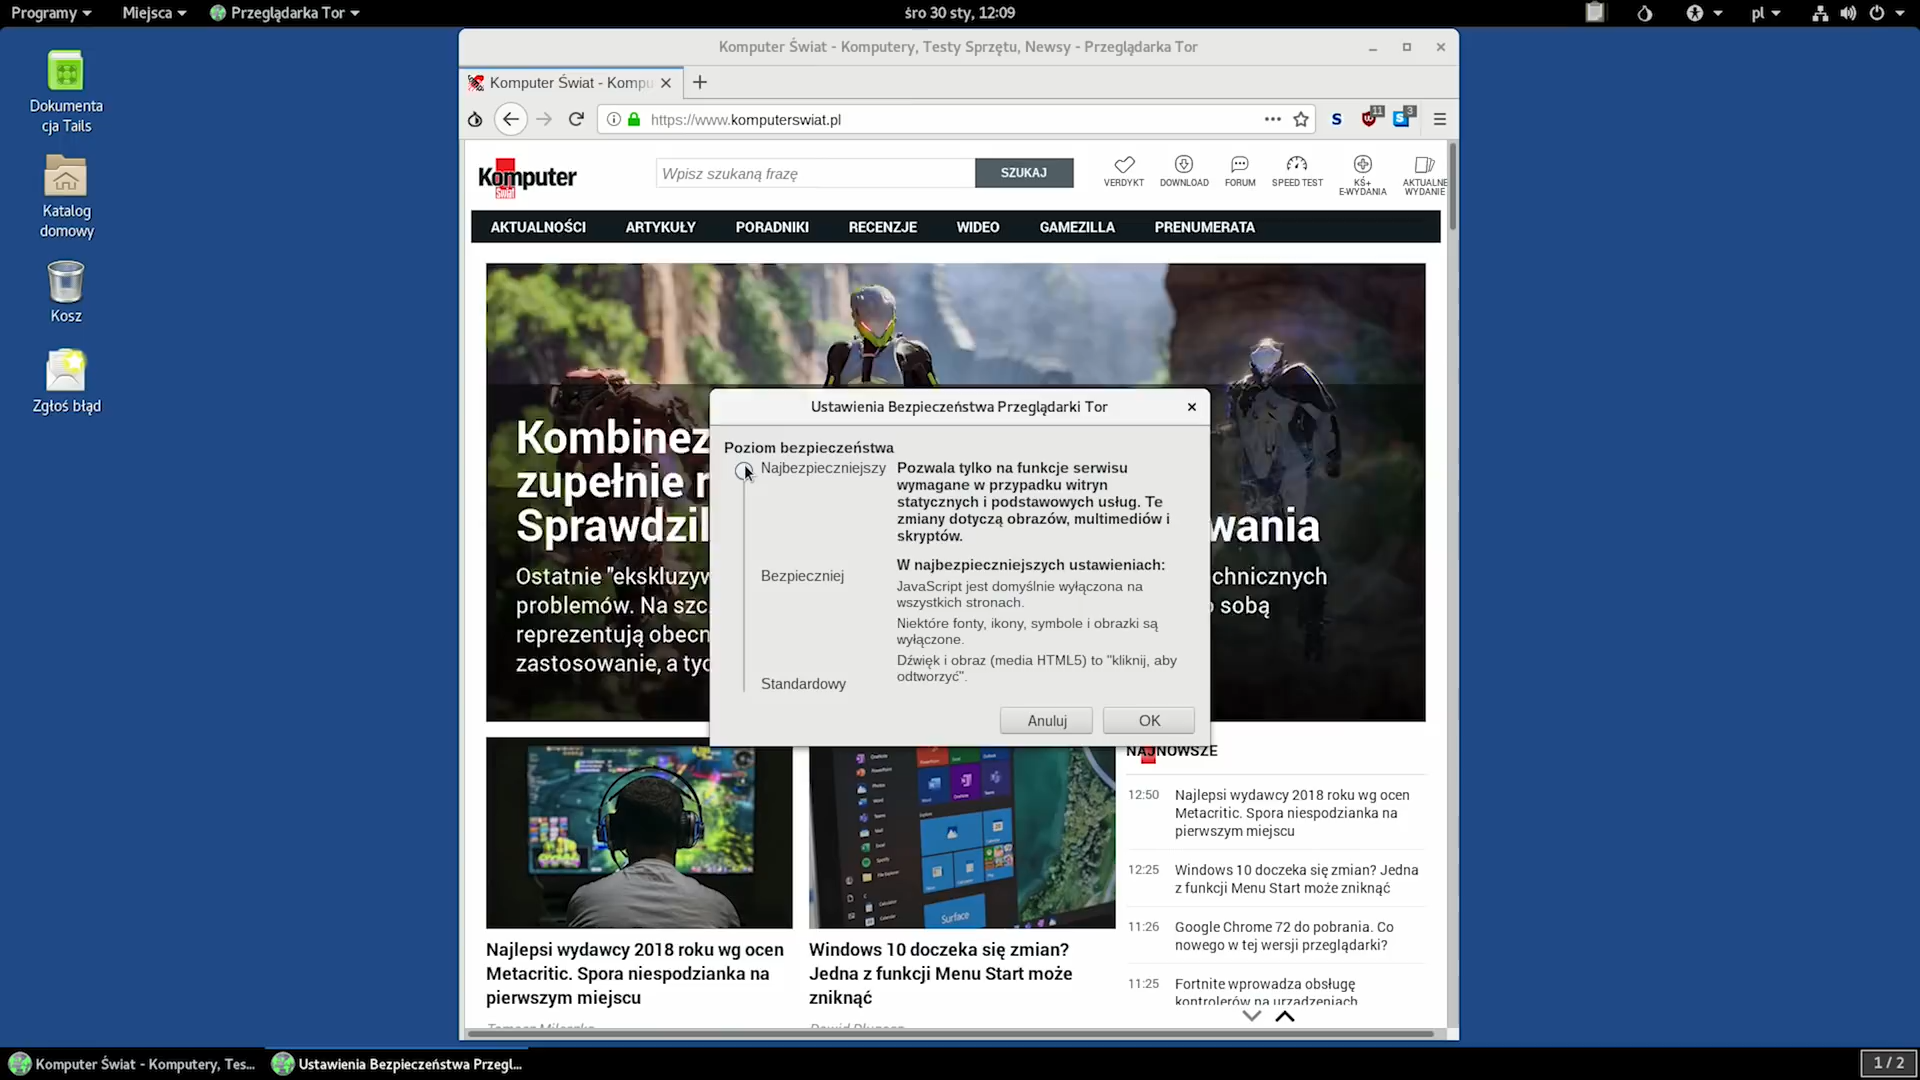 Programy
Miejsca
Przeglądarka Tor
śro 30 sty, 12:09
pl
Dokumenta
cja Tails
Katalog
domowy
Kosz
Zgłoś błąd
Komputer Świat - Komputery, Testy Sprzętu, Newsy - Przeglądarka Tor
Komputer Świat - Kompu
https://www.komputerswiat.pl
11
3
Komputer
Świat
Wpisz szukaną frazę
SZUKAJ
VERDYKT
DOWNLOAD
FORUM
SPEED TEST
KŚ+
E-WYDANIA
AKTUALNE
WYDANIE
AKTUALNOŚCI
ARTYKUŁY
PORADNIKI
RECENZJE
WIDEO
GAMEZILLA
PRENUMERATA
Kombinez
zupełnie r
Sprawdzil
wania
Ostatnie "ekskluzyw
problemów. Na szc
reprezentują obecn
zastosowanie, a tyc
echnicznych
o sobą
Ustawienia Bezpieczeństwa Przeglądarki Tor
Poziom bezpieczeństwa
Najbezpieczniejszy
Bezpieczniej
Standardowy
Pozwala tylko na funkcje serwisu
wymagane w przypadku witryn
statycznych i podstawowych usług. Te
zmiany dotyczą obrazów, multimediów i
skryptów.
W najbezpieczniejszych ustawieniach:
JavaScript jest domyślnie wyłączona na
wszystkich stronach.
Niektóre fonty, ikony, symbole i obrazki są
wyłączone.
Dźwięk i obraz (media HTML5) to "kliknij, aby
odtworzyć".
Anuluj
OK
Surface
Najlepsi wydawcy 2018 roku wg ocen
Metacritic. Spora niespodzianka na
pierwszym miejscu
Windows 10 doczeka się zmian?
Jedna z funkcji Menu Start może
zniknąć
NAJNOWSZE
12:50
Najlepsi wydawcy 2018 roku wg ocen
Metacritic. Spora niespodzianka na
pierwszym miejscu
12:25
Windows 10 doczeka się zmian? Jedna
z funkcji Menu Start może zniknąć
11:26
Google Chrome 72 do pobrania. Co
nowego w tej wersji przeglądarki?
11:25
Fortnite wprowadza obsługę
kontrolerów na urządzeniach
Komputer Świat - Komputery, Tes...
Ustawienia Bezpieczeństwa Przegl...
1 / 2